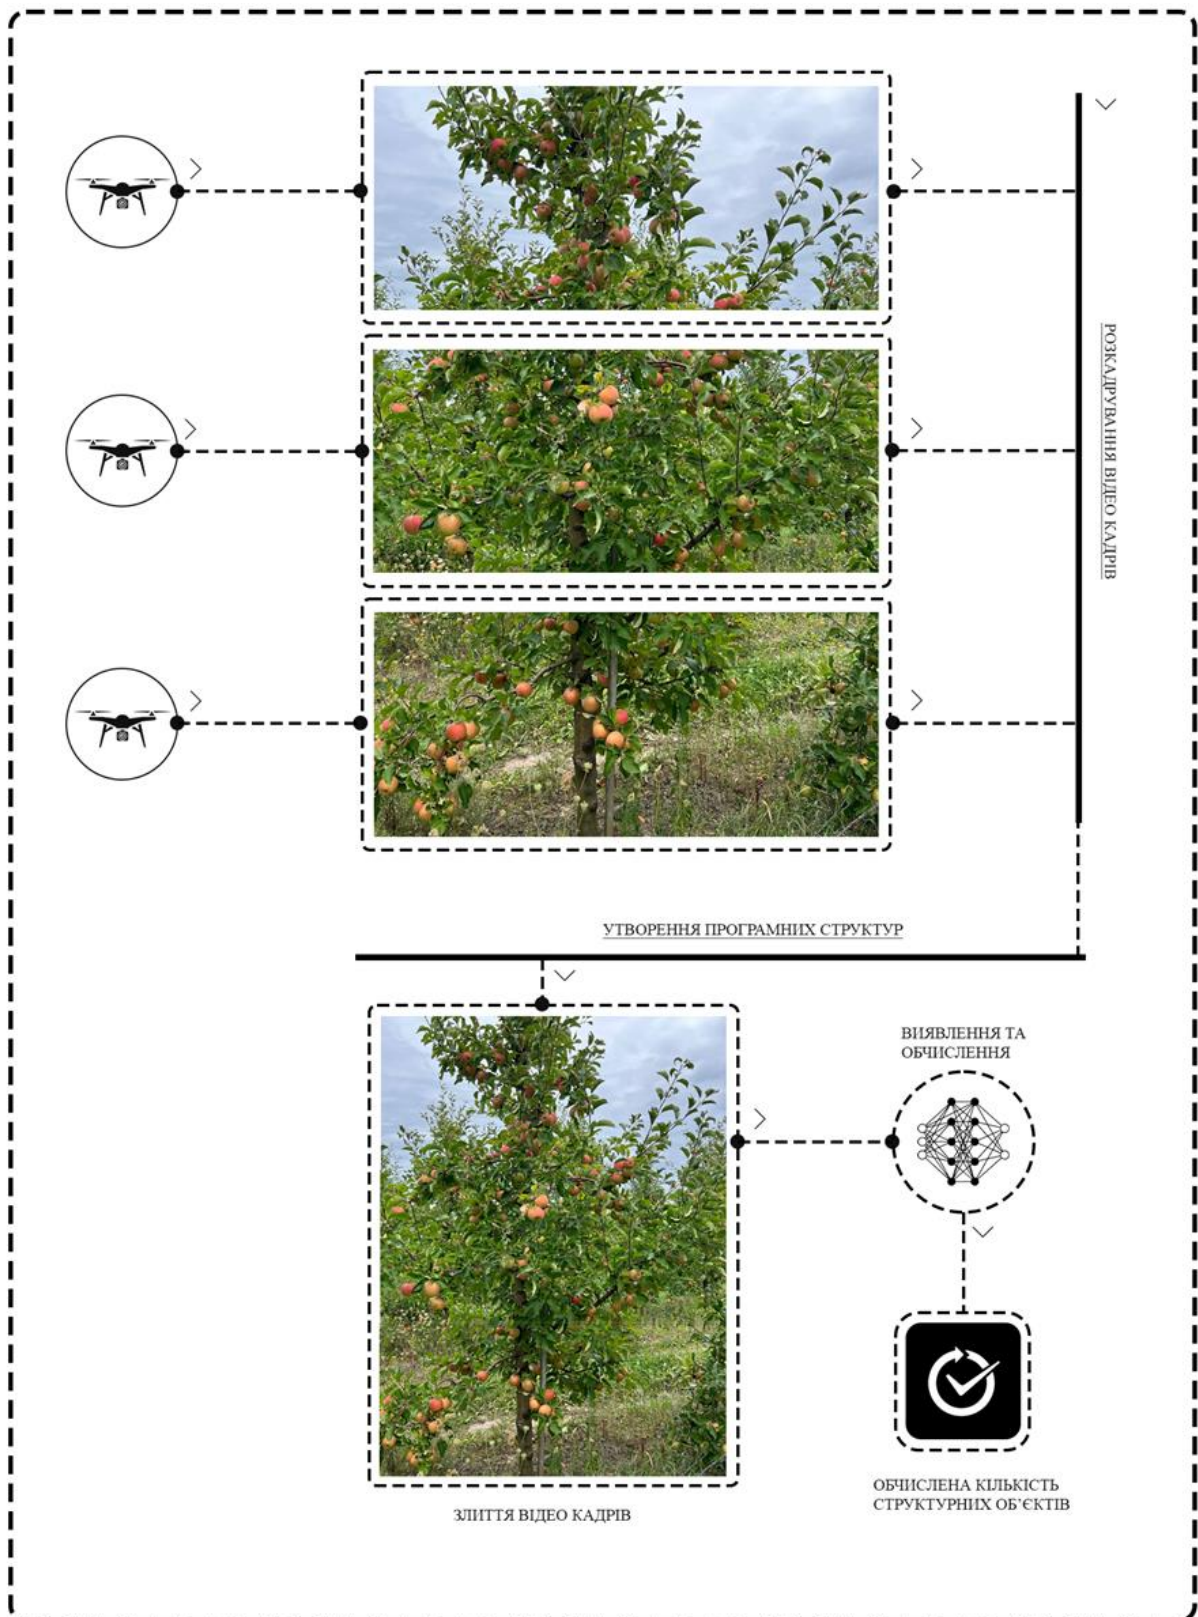 РОЗКАДРУВАННЯ ВІДЕО КАДРІВ
УТВОРЕННЯ ПРОГРАМНИХ СТРУКТУР
ВИЯВЛЕННЯ ТА
ОБЧИСЛЕННЯ
ЗЛИТТЯ ВІДЕО КАДРІВ
ОБЧИСЛЕНА КІЛЬКІСТЬ
СТРУКТУРНИХ ОБ’ЄКТІВ